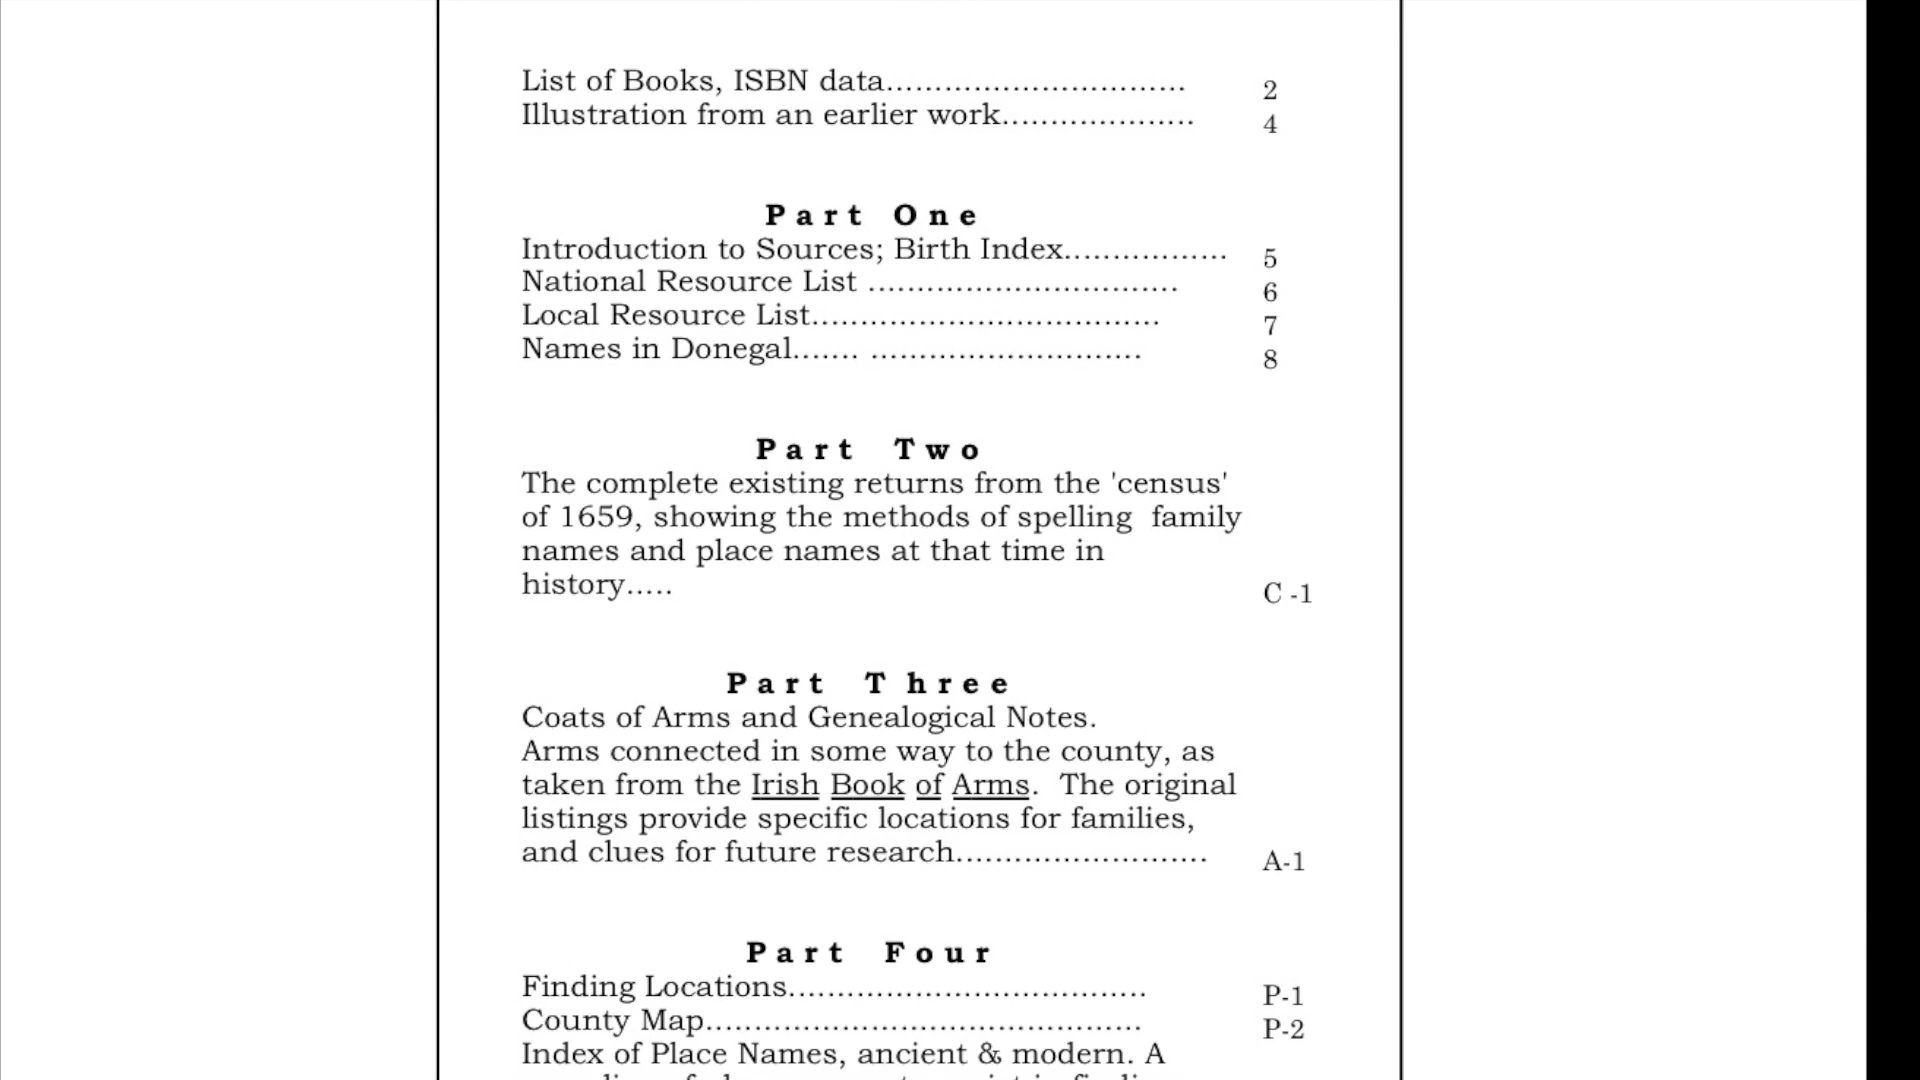 List of Books, ISBN data............................... 2
Illustration from an earlier work.................... 4
Part One
Introduction to Sources; Birth Index................. 5
National Resource List ................................ 6
Local Resource List.................................... 7
Names in Donegal....... ............................ 8
Part Two
The complete existing returns from the 'census'
of 1659, showing the methods of spelling family
names and place names at that time in
history..... C -1
Part Three
Coats of Arms and Genealogical Notes.
Arms connected in some way to the county, as
taken from the Irish Book of Arms. The original
listings provide specific locations for families,
and clues for future research.......................... A-1
Part Four
Finding Locations..................................... P-1
County Map............................................. P-2
Index of Place Names, ancient & modern. A